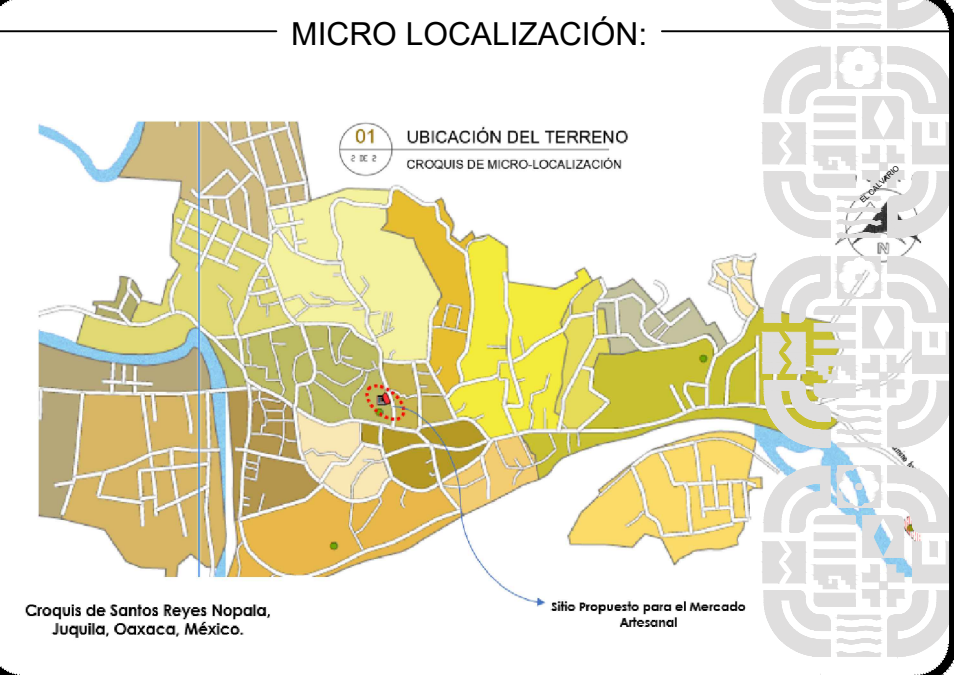 MICRO LOCALIZACIÓN:
01
2 DE 2
UBICACIÓN DEL TERRENO
CROQUIS DE MICRO-LOCALIZACIÓN
EL CALVARIO
N
Croquis de Santos Reyes Nopala,
Juquila, Oaxaca, México.
Sitio Propuesto para el Mercado
Artesanal